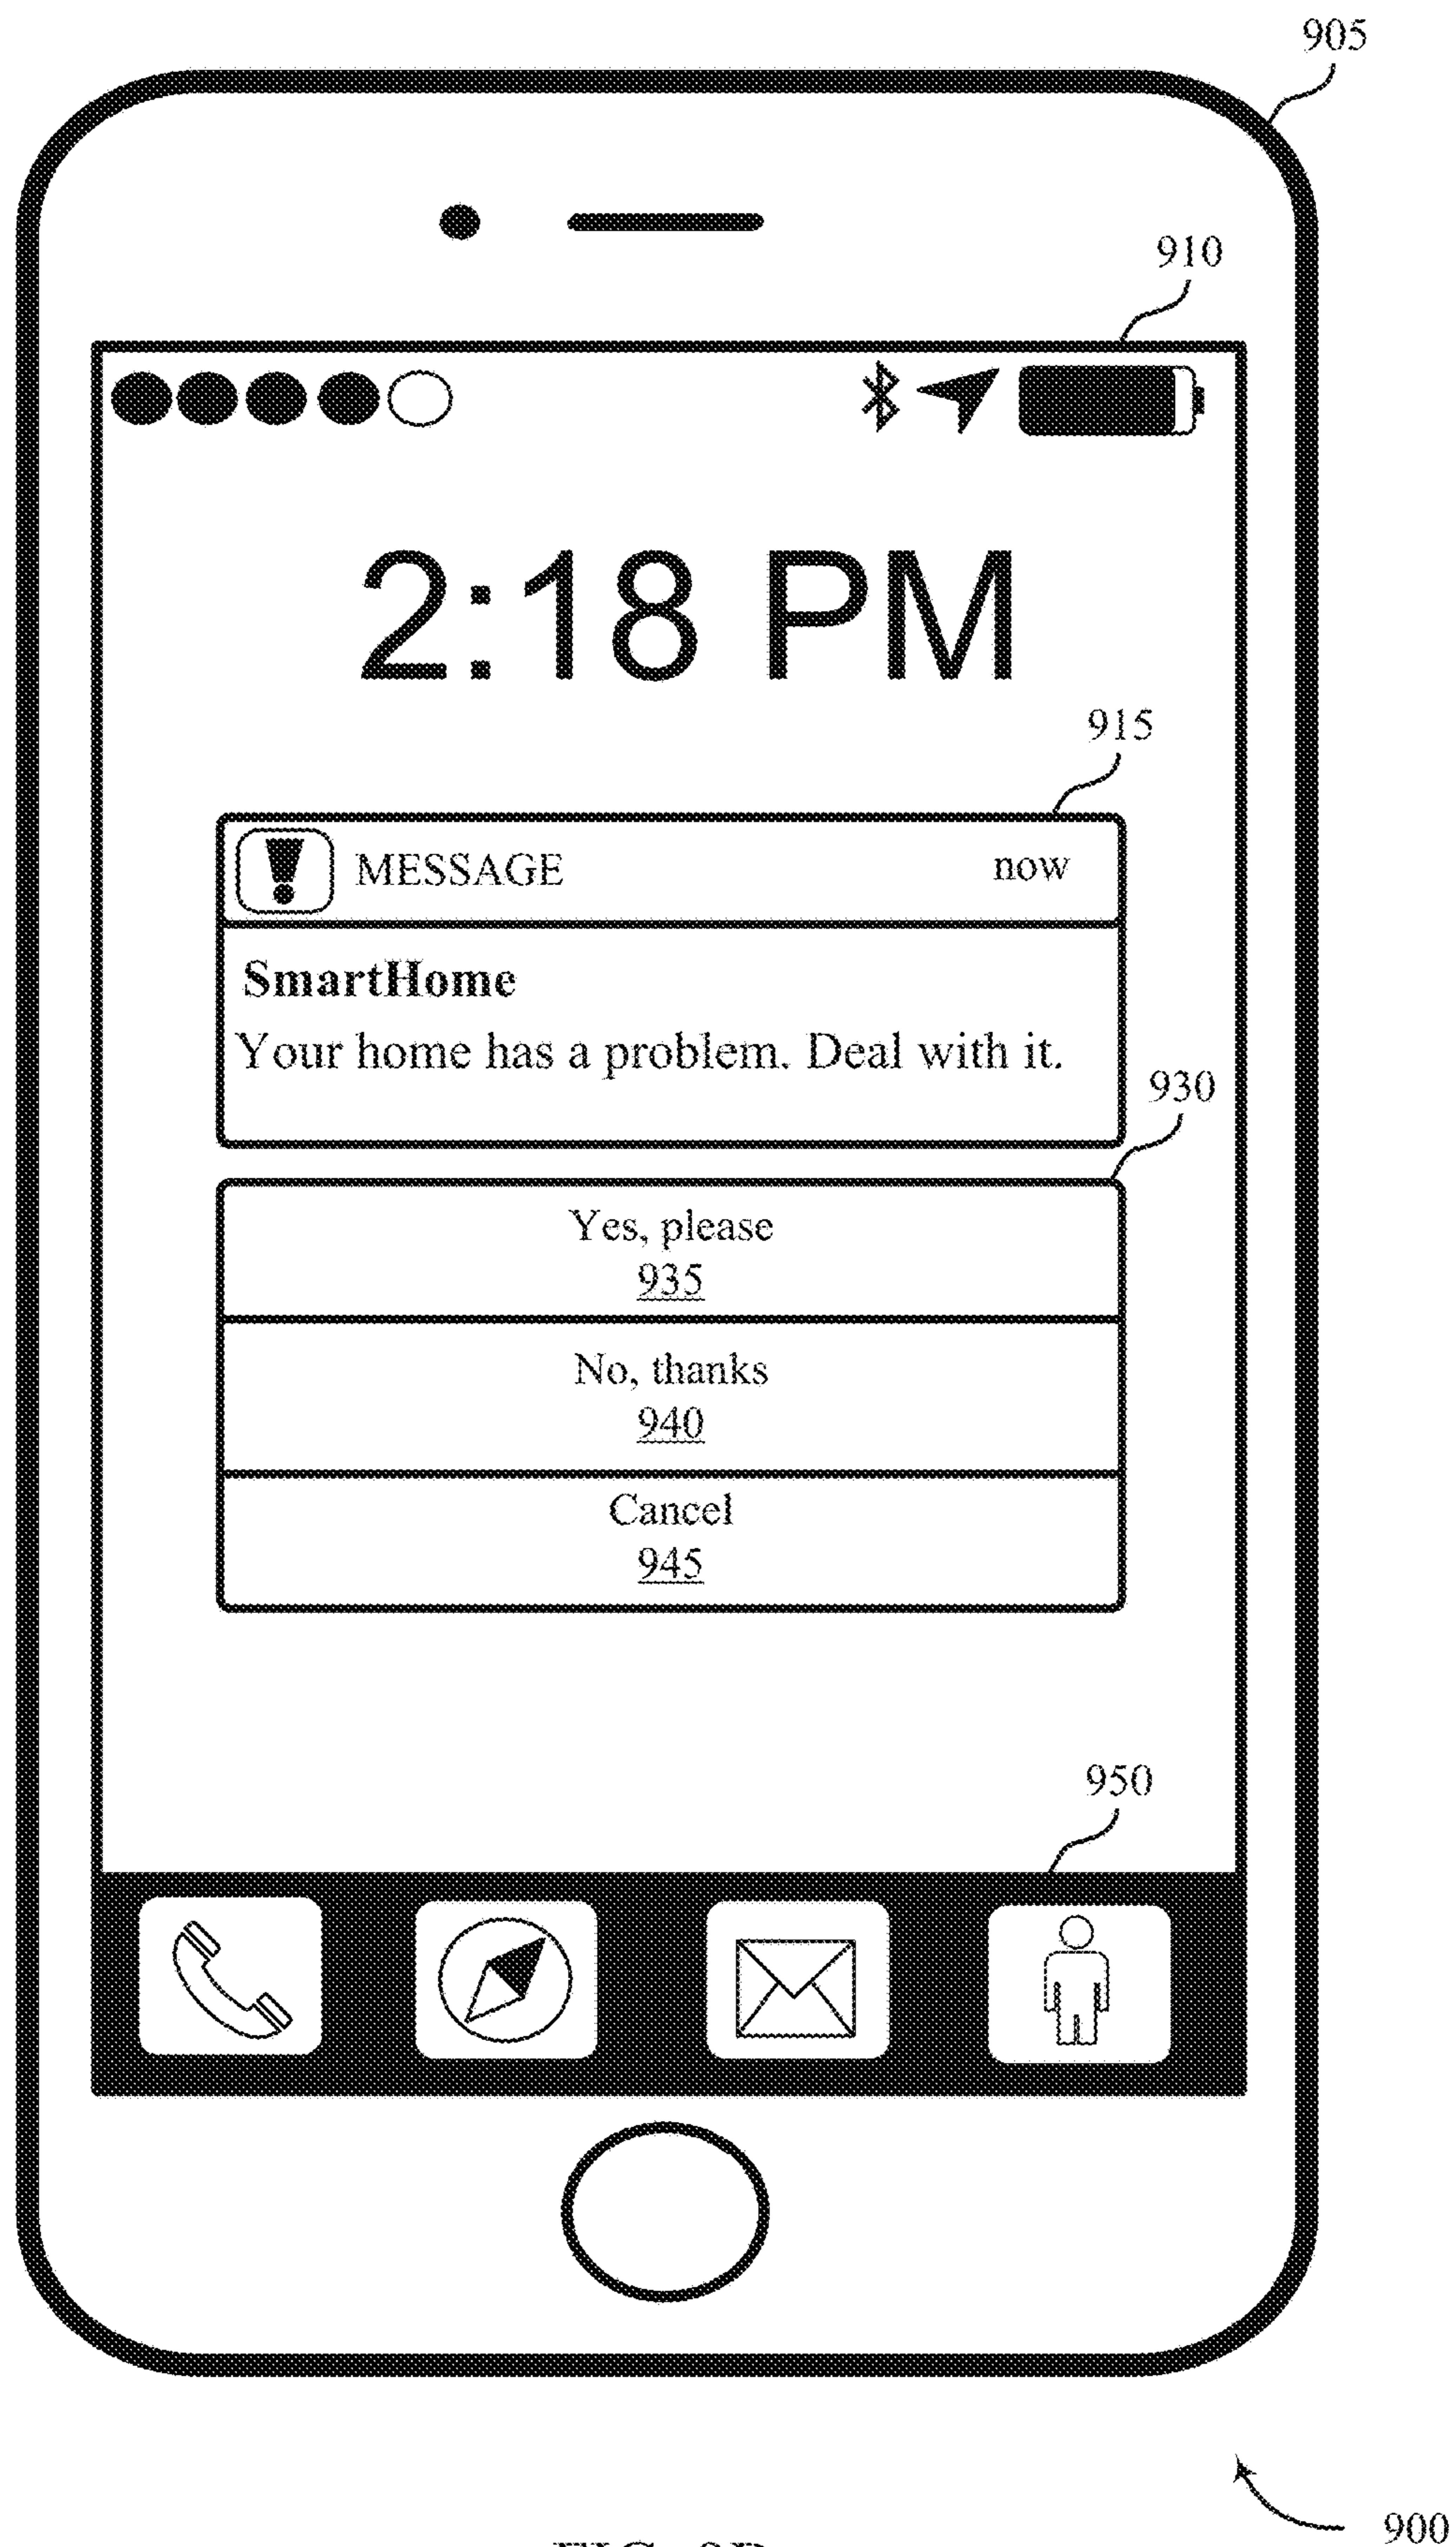 905
910
2:18 PM
915
MESSAGE now
SmartHome
Your home has a problem. Deal with it.
930
Yes, please
935
No, thanks
940
Cancel
945
950
900